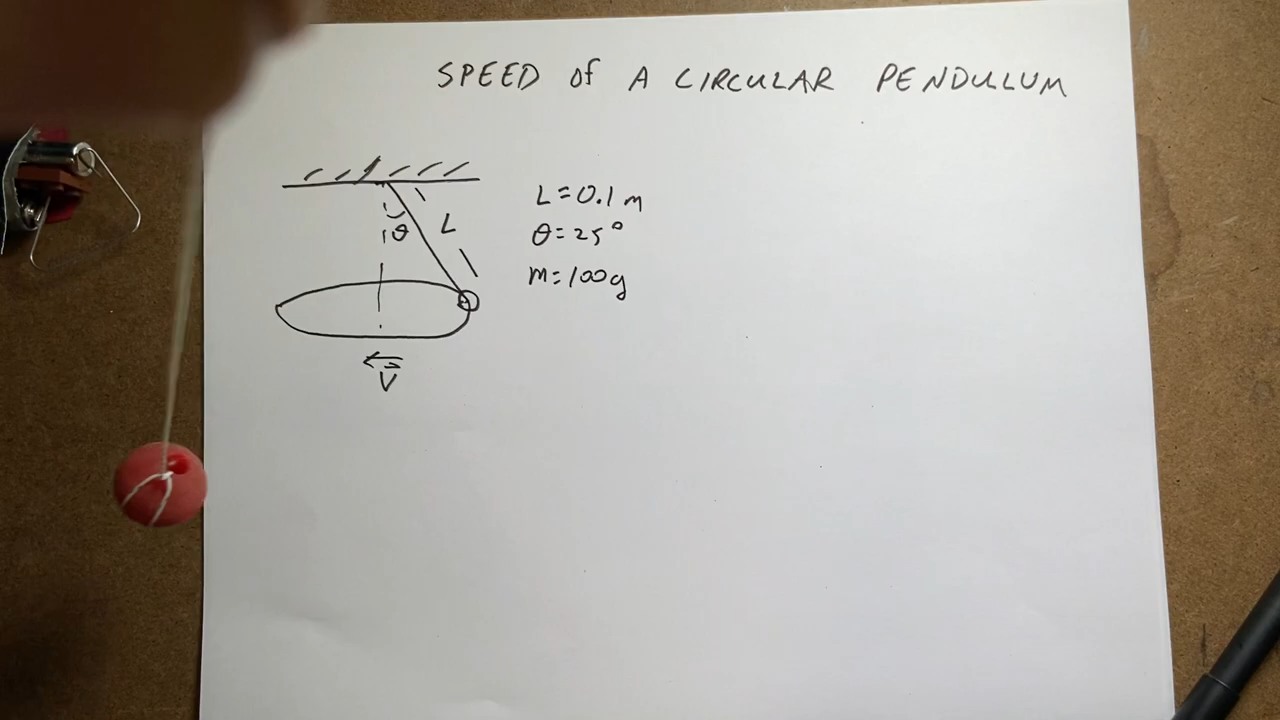 SPEED of A CIRCULAR PENDULUM
L=0.1 m
θ=25°
m=100g
θ
L
V